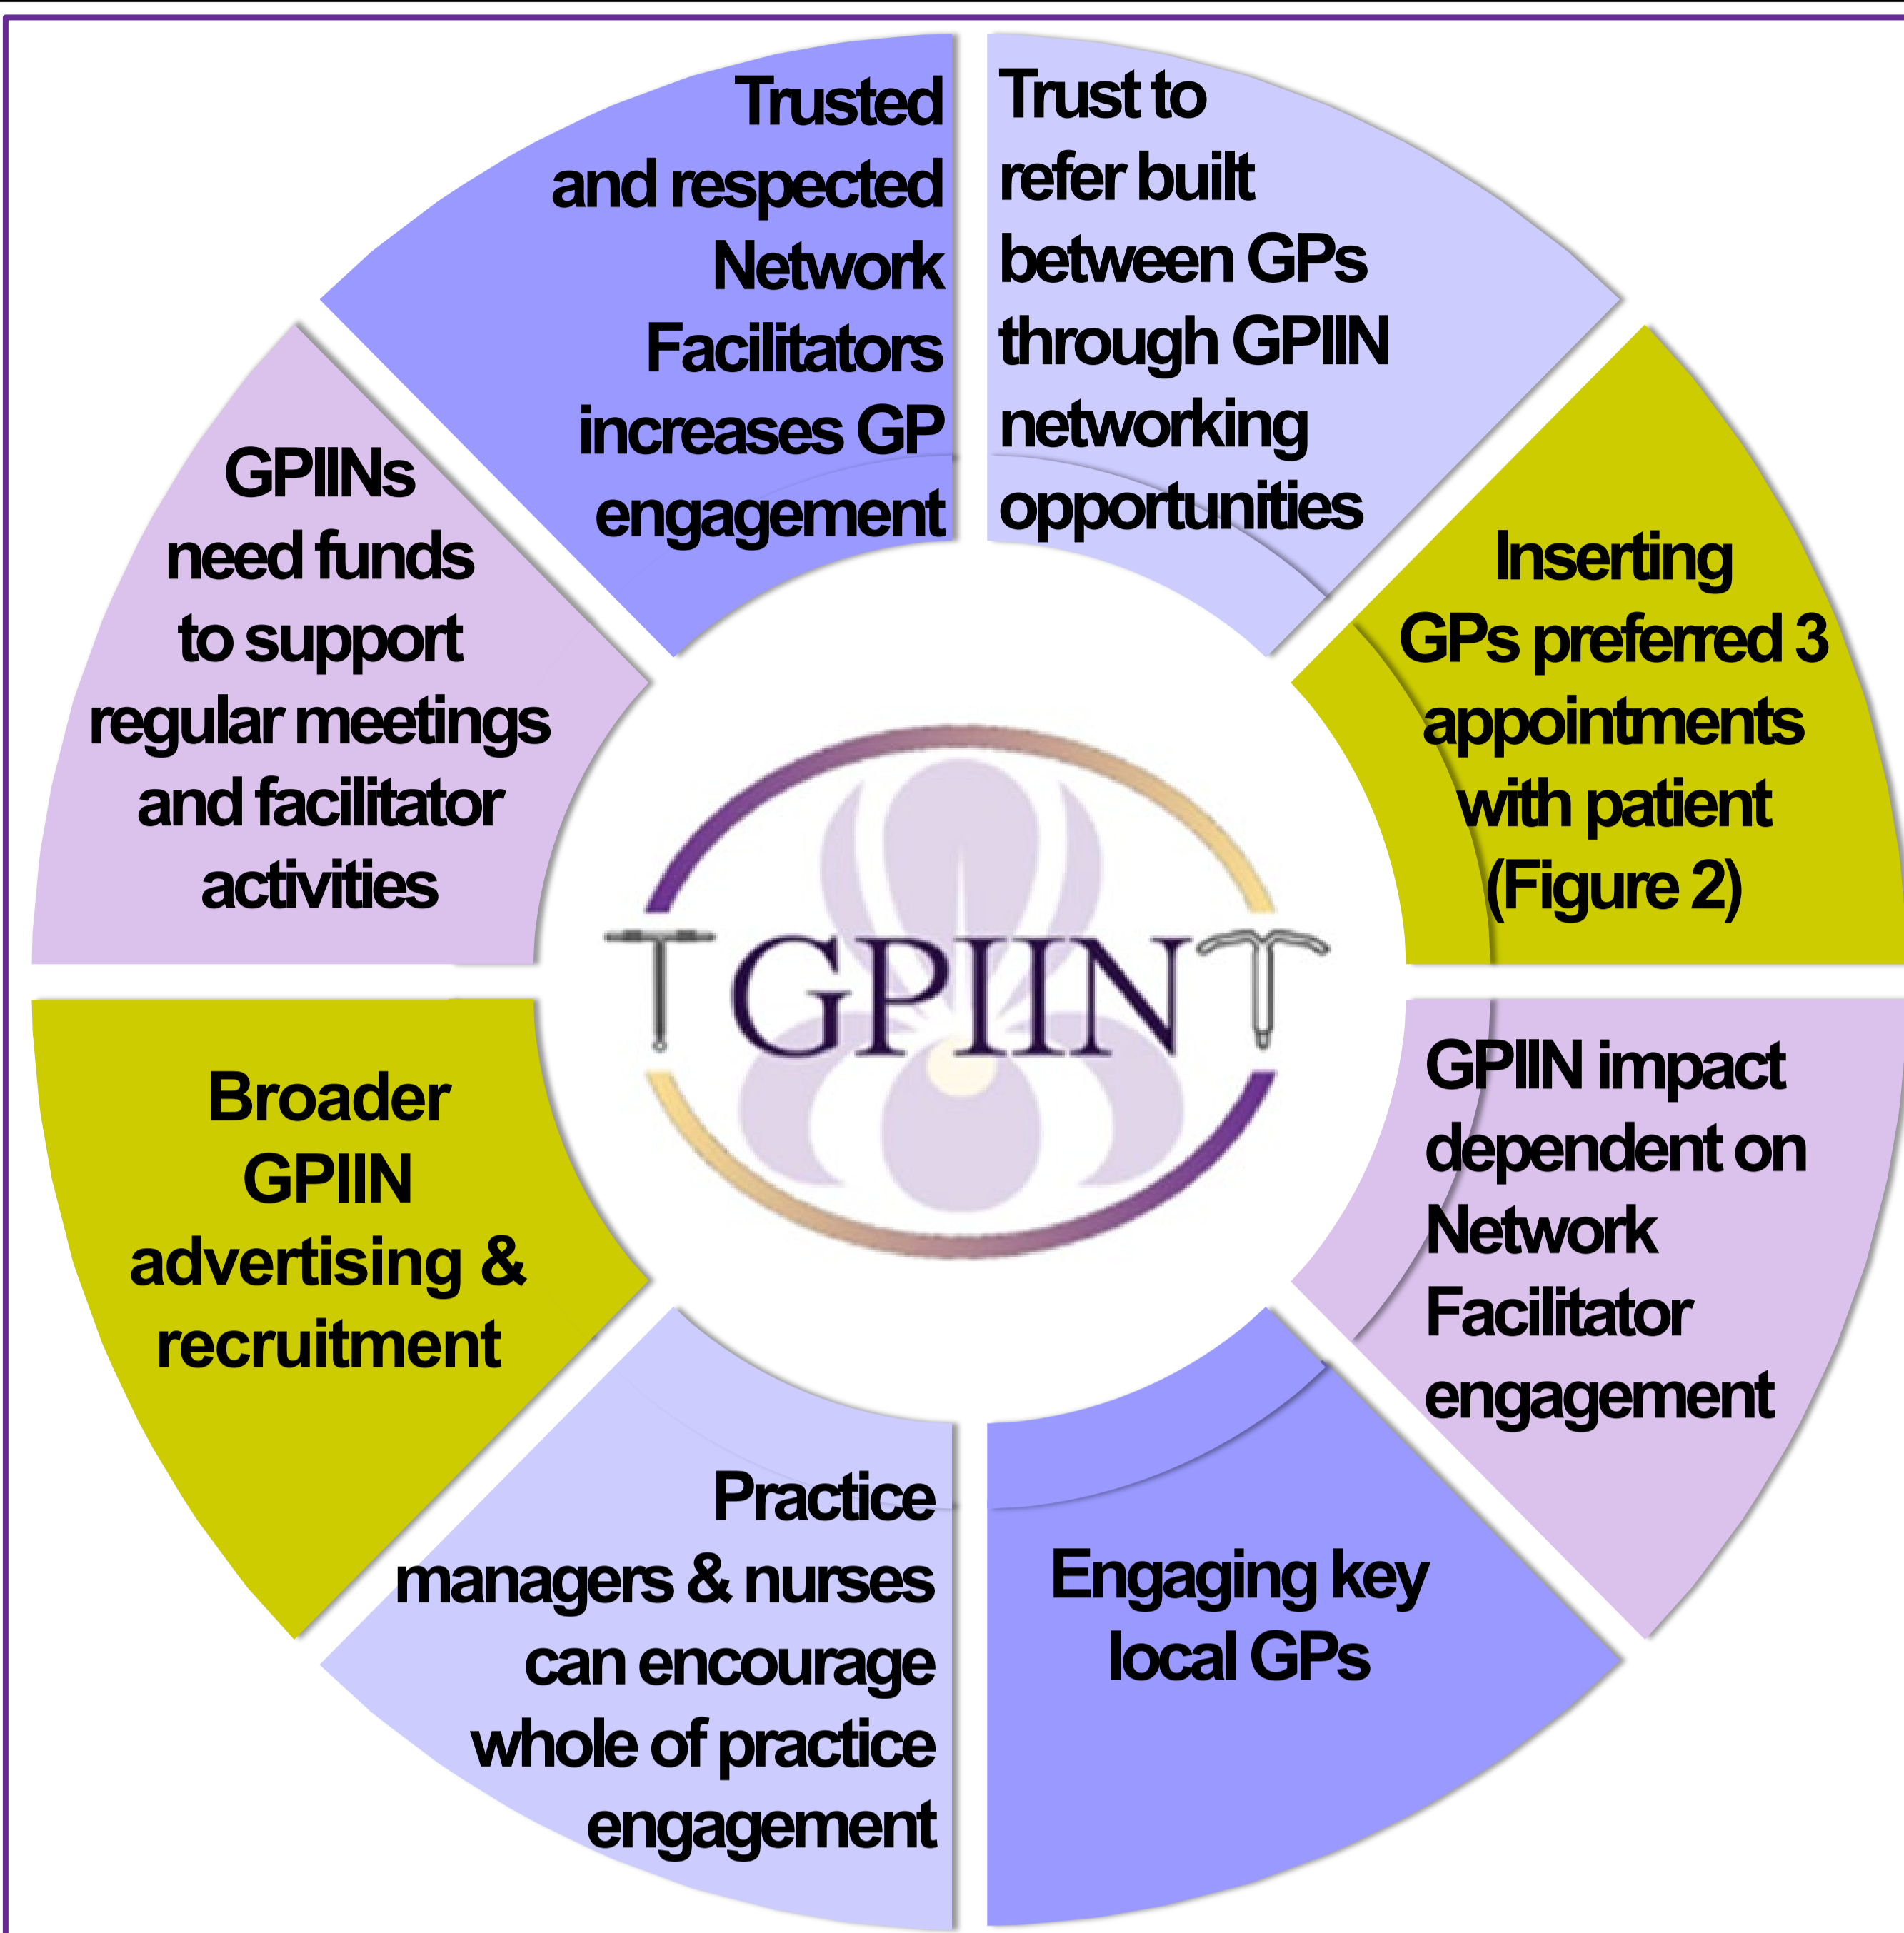 Trusted
and respected
Network
Facilitators
increases GP
engagement
Trust to
refer built
between GPs
through GPIIN
networking
opportunities
Inserting
GPs preferred 3
appointments
with patient
(Figure 2)
GPIIN impact
dependent on
Network
Facilitator
engagement
Engaging key
local GPs
Practice
managers & nurses
can encourage
whole of practice
engagement
Broader
GPIIN
advertising &
recruitment
GPIINs
need funds
to support
regular meetings
and facilitator
activities
GPIIN